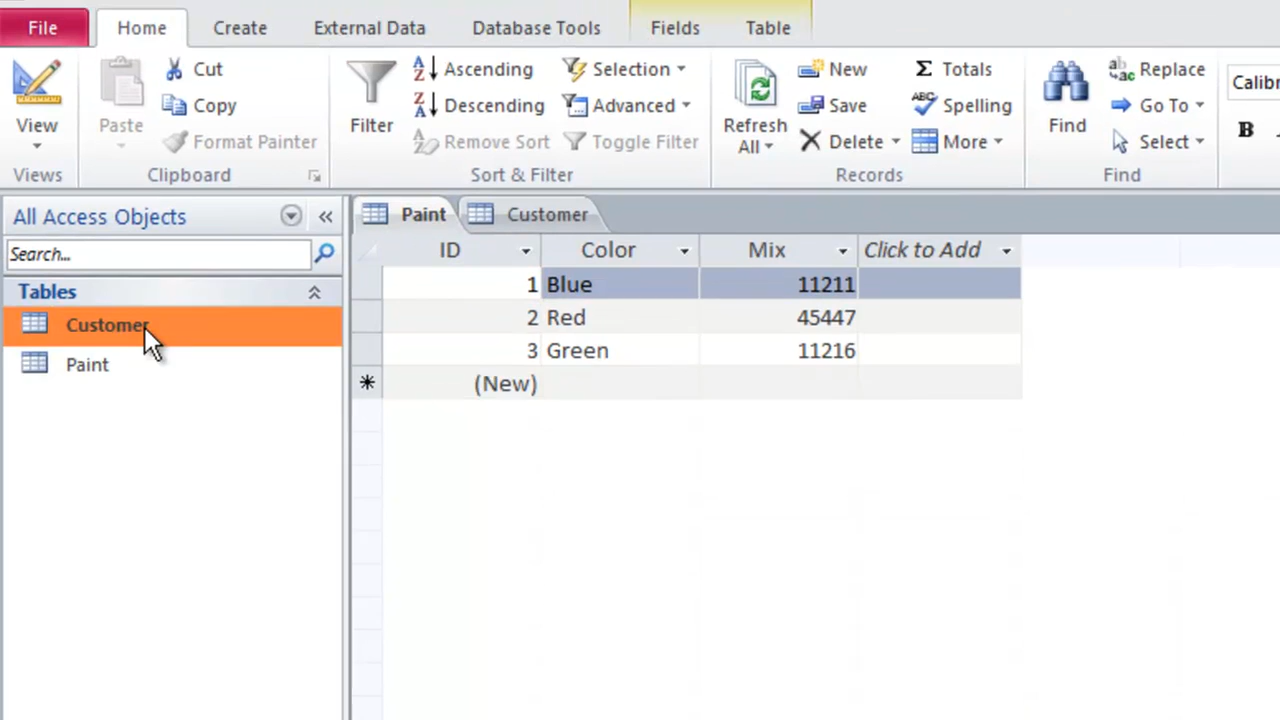 File Home Create External Data Database Tools Fields Table
View
Views
Paste
Cut
Copy
Format Painter
Clipboard
Filter
Ascending
Descending
Remove Sort
Selection
Advanced
Toggle Filter
Sort & Filter
Refresh
All
New
Save
Delete
Totals
Spelling
More
Records
Find
Replace
Go To
Select
Find
Calibr
B
All Access Objects
Search...
Tables
Customer
Paint
Paint Customer
ID Color Mix Click to Add
1 Blue 11211
2 Red 45447
3 Green 11216
* (New)